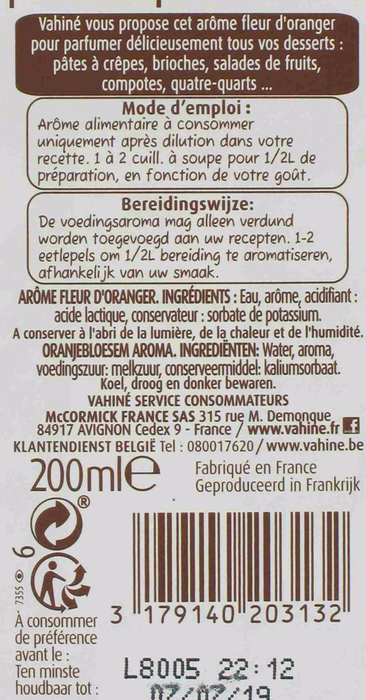 Vahiné vous propose cet arôme fleur d'oranger
pour parfumer délicieusement tous vos desserts :
pâtes à crêpes, brioches, salades de fruits,
compotes, quatre-quarts ...
Mode d'emploi :
Arôme alimentaire à consommer
uniquement après dilution dans votre
recette. 1 à 2 cuill. à soupe pour 1/2L de
préparation, en fonction de votre goût.
Bereidingswijze:
De voedingsaroma mag alleen verdund
worden toegevoegd aan uw recepten. 1-2
eetlepels om 1/2L bereiding te aromatiseren,
afhankelijk van uw smaak.
ARÔME FLEUR D'ORANGER. INGRÉDIENTS : Eau, arôme, acidifiant :
acide lactique, conservateur : sorbate de potassium.
A conserver à l'abri de la lumière, de la chaleur et de l'humidité.
ORANJEBLOESEM AROMA. INGREDIËNTEN: Water, aroma,
voedingszuur: melkzuur, conserveermiddel: kaliumsorbaat.
Koel, droog en donker bewaren.
VAHINÉ SERVICE CONSOMMATEURS
McCORMICK FRANCE SAS 315 rue M. Demonque
84917 AVIGNON Cedex 9 - France / www.vahine.fr f
KLANTENDIENST BELGIË Tel : 080017620 / www.vahine.be
200ml e
Fabriqué en France
Geproduceerd in Frankrijk
®
7355
6
À consommer
de préférence
avant le :
Ten minste
houdbaar tot :
3 179140 203132
L8005 22:12
07/07/19